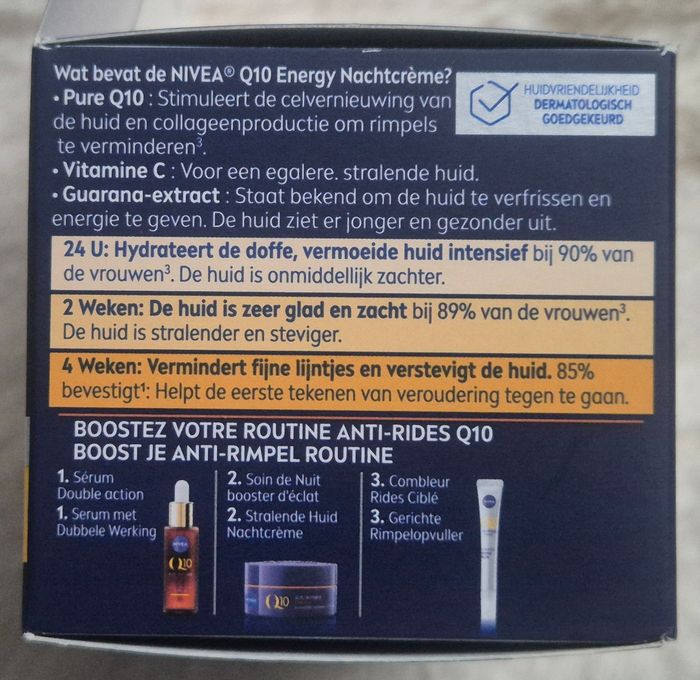 Wat bevat de NIVEA® Q10 Energy Nachtcrème?
• Pure Q10 : Stimuleert de celvernieuwing van
de huid en collageenproductie om rimpels
te verminderen³.
• Vitamine C : Voor een egalere. stralende huid.
• Guarana-extract : Staat bekend om de huid te verfrissen en
energie te geven. De huid ziet er jonger en gezonder uit.
HUIDVRIENDELIJKHEID
DERMATOLOGISCH
GOEDGEKEURD
24 U: Hydrateert de doffe, vermoeide huid intensief bij 90% van
de vrouwen³. De huid is onmiddellijk zachter.
2 Weken: De huid is zeer glad en zacht bij 89% van de vrouwen³.
De huid is stralender en steviger.
4 Weken: Vermindert fijne lijntjes en verstevigt de huid. 85%
bevestigt¹: Helpt de eerste tekenen van veroudering tegen te gaan.
BOOSTEZ VOTRE ROUTINE ANTI-RIDES Q10
BOOST JE ANTI-RIMPEL ROUTINE
1. Sérum
Double action
1. Serum met
Dubbele Werking
NIVEA
Q10
2. Soin de Nuit
booster d'éclat
2. Stralende Huid
Nachtcrème
Q10
3. Combleur
Rides Ciblé
3. Gerichte
Rimpelopvuller
NIVEA